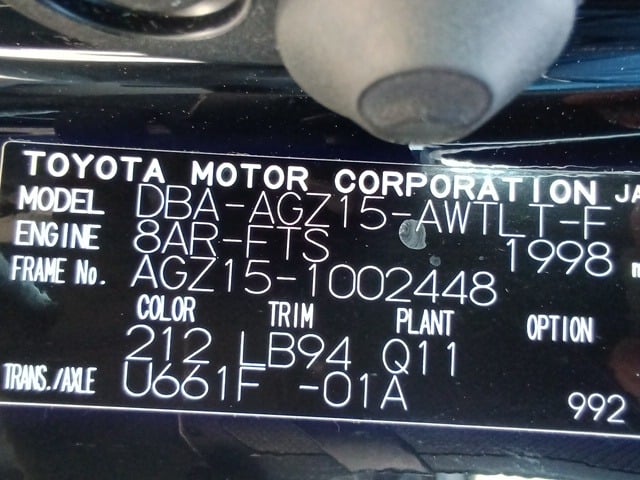 TOYOTA MOTOR CORPORATION JA
MODEL DBA-AGZ15-AWTLT-F
ENGINE 8AR-FTS 1998 m
FRAME No. AGZ15-1002448
COLOR TRIM PLANT OPTION
212 LB94 Q11
TRANS./AXLE U661F -01A 992